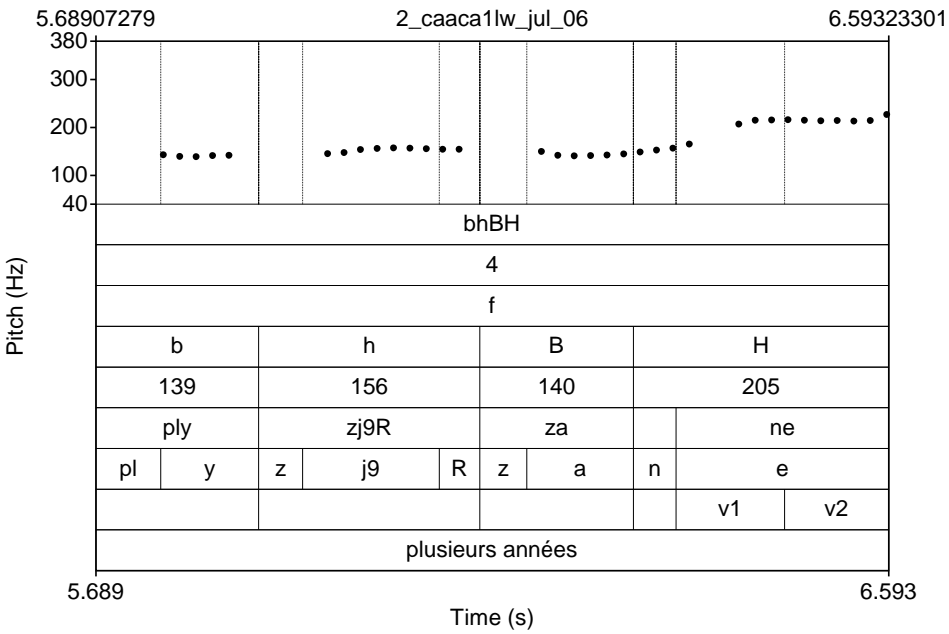 5.68907279 2_caaca1lw_jul_06 6.59323301
380
300
200
100
40
Pitch (Hz)
bhBH
4
f
b h B H
139 156 140 205
ply zj9R za ne
pl y z j9 R z a n e
v1 v2
plusieurs années
5.689 6.593
Time (s)